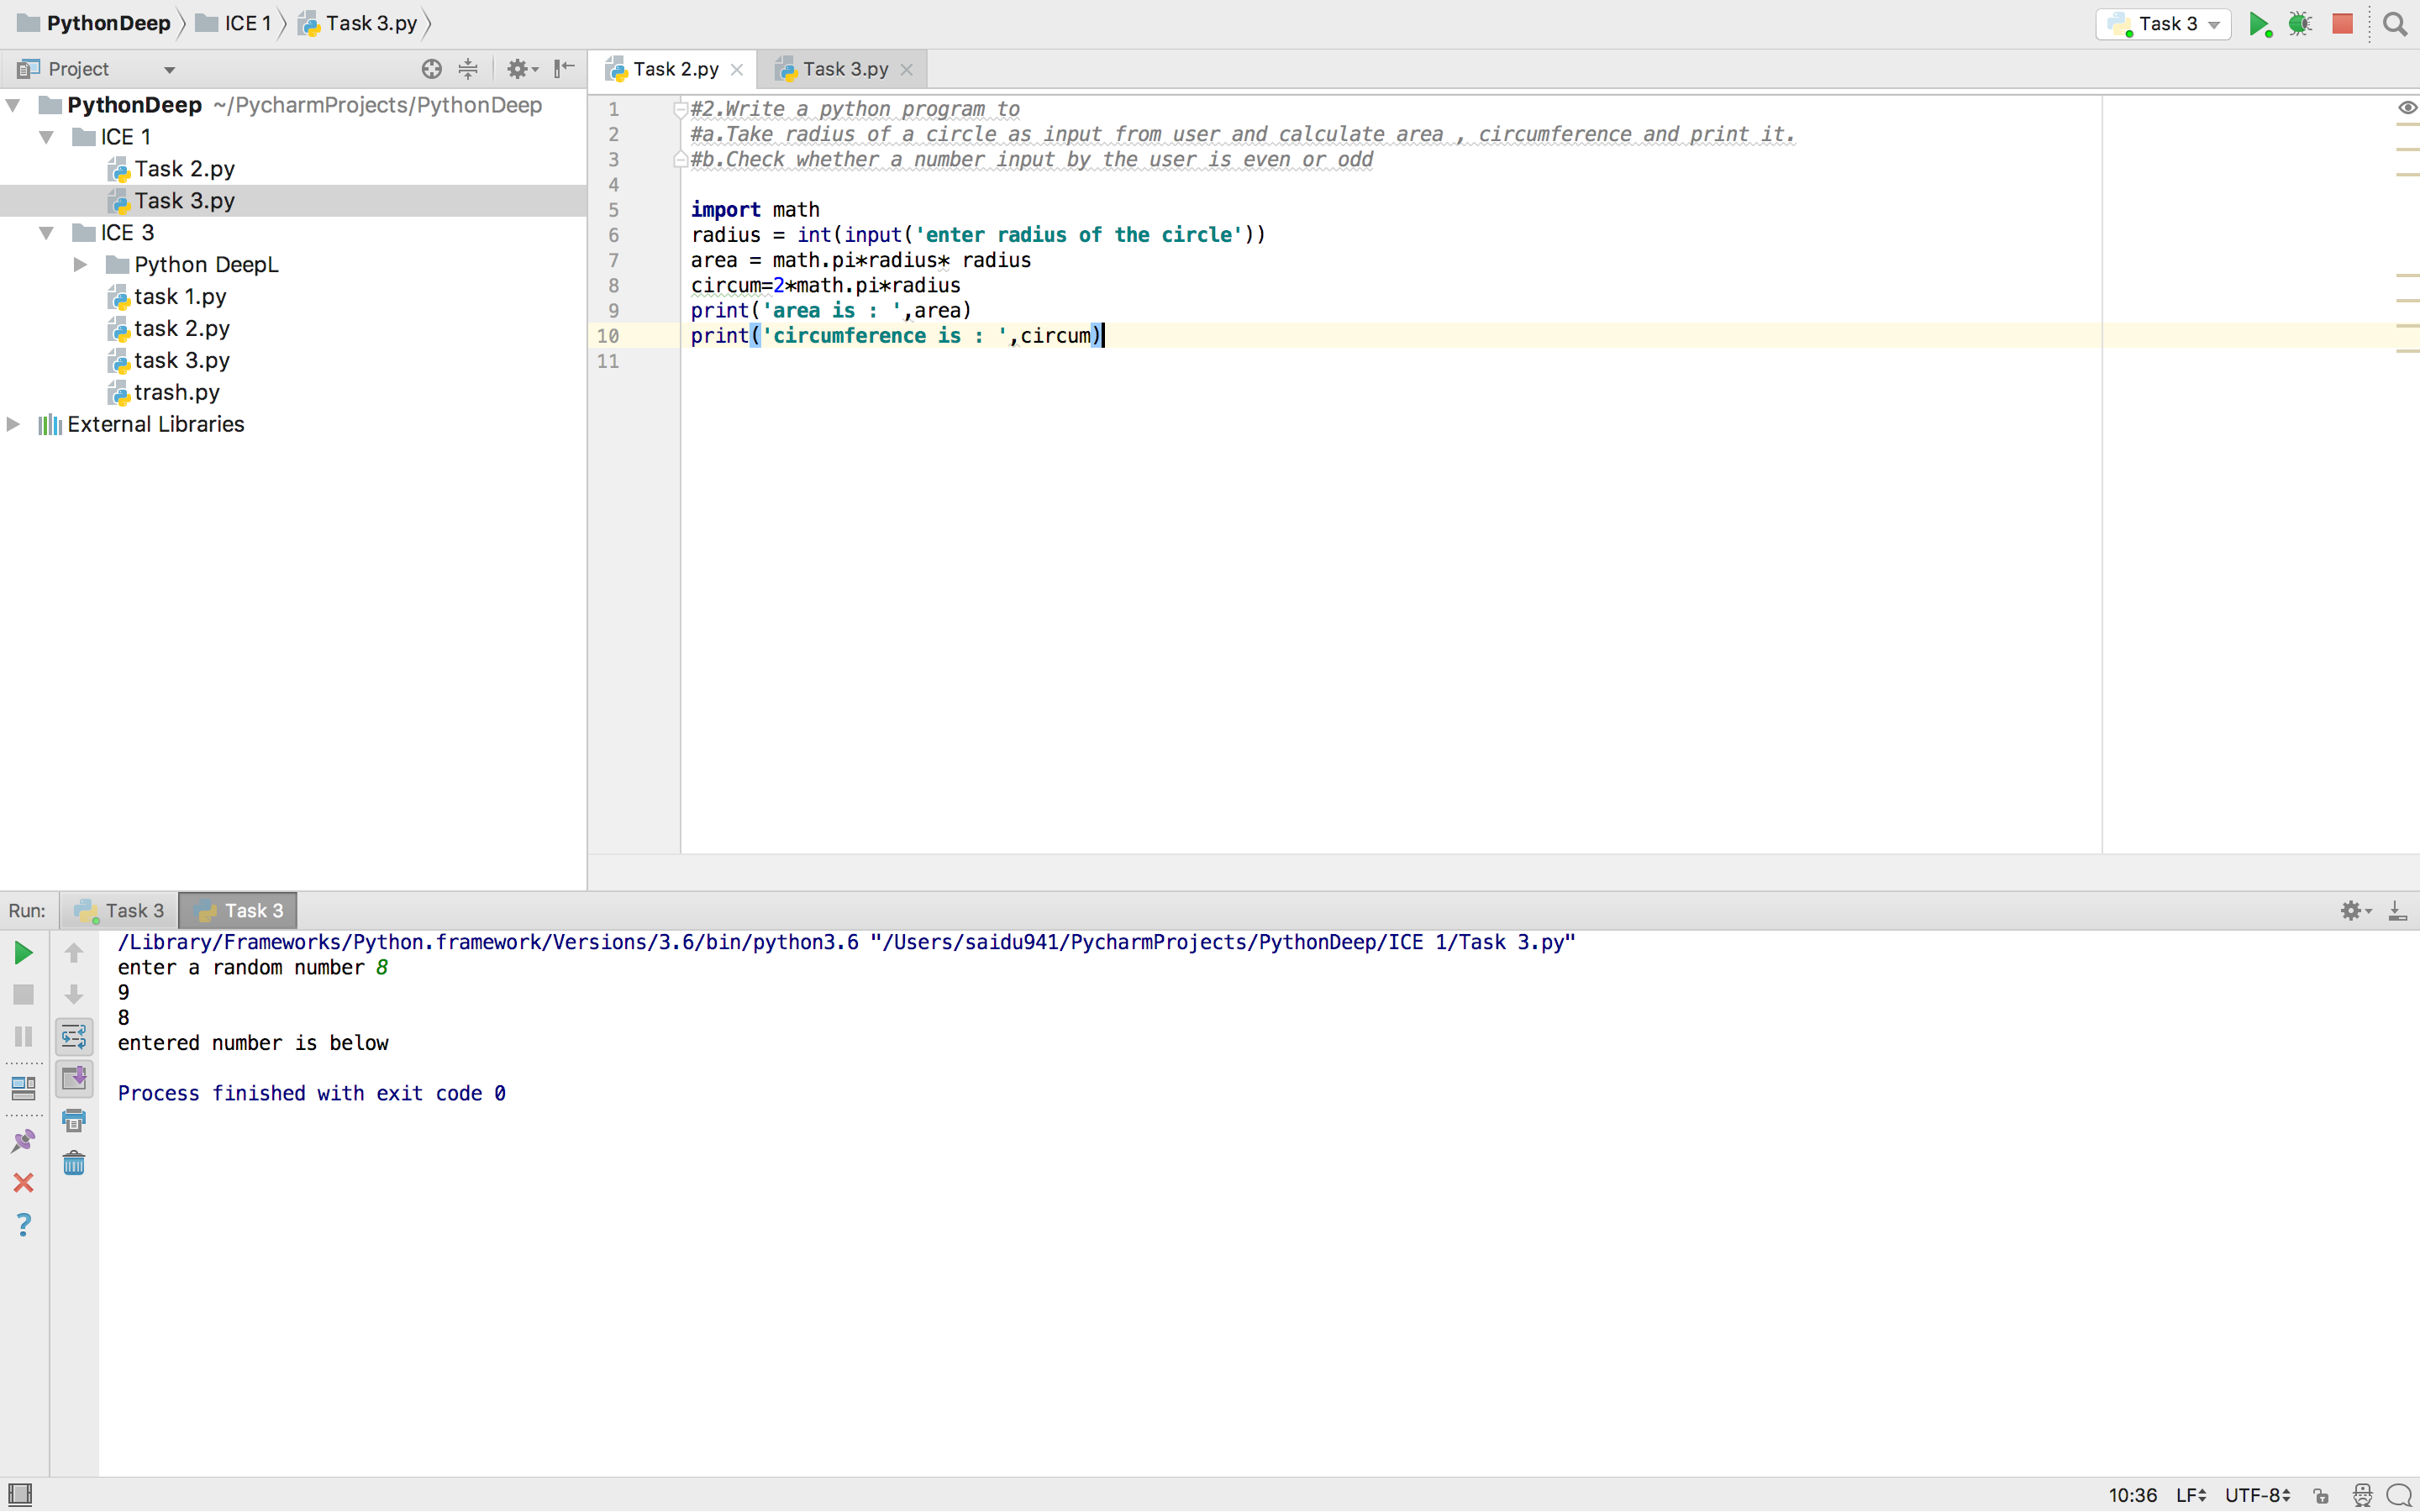 PythonDeep ICE 1 Task 3.py Task 3
Project
Task 2.py Task 3.py
PythonDeep ~/PycharmProjects/PythonDeep
ICE 1
Task 2.py
Task 3.py
ICE 3
Python DeepL
task 1.py
task 2.py
task 3.py
trash.py
External Libraries
1 #2.Write a python program to
2 #a.Take radius of a circle as input from user and calculate area , circumference and print it.
3 #b.Check whether a number input by the user is even or odd
4
5 import math
6 radius = int(input('enter radius of the circle'))
7 area = math.pi*radius* radius
8 circum=2*math.pi*radius
9 print('area is : ',area)
10 print('circumference is : ',circum)
11
Run: Task 3 Task 3
/Library/Frameworks/Python.framework/Versions/3.6/bin/python3.6 "/Users/saidu941/PycharmProjects/PythonDeep/ICE 1/Task 3.py"
enter a random number 8
9
8
entered number is below
Process finished with exit code 0
10:36 LF UTF-8